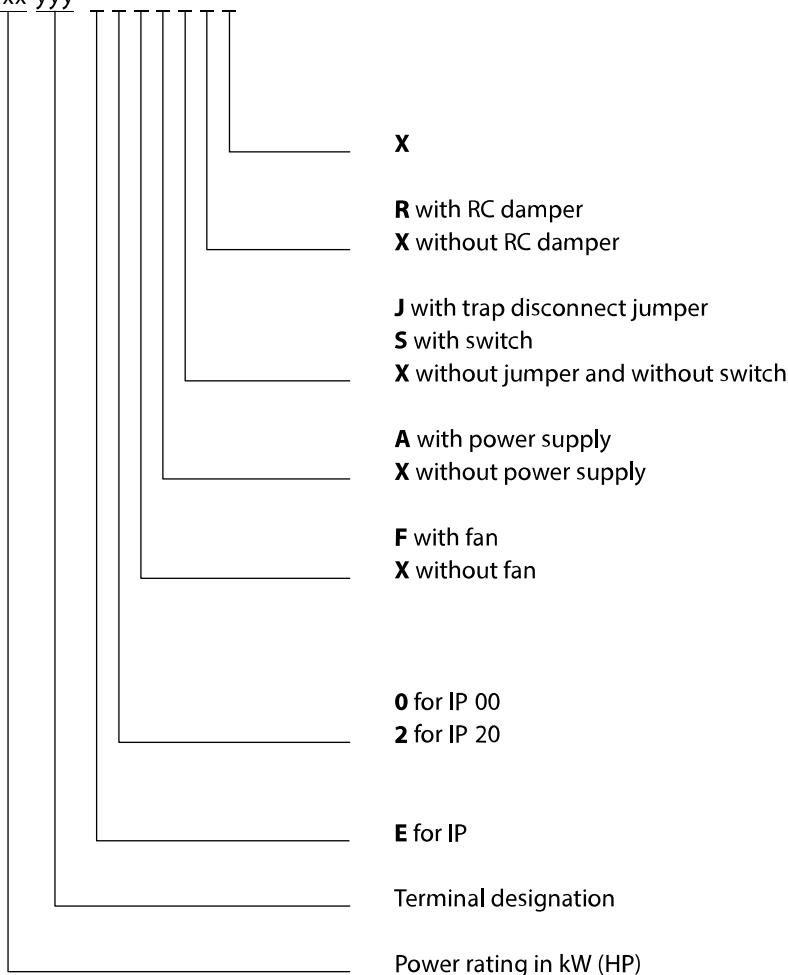 yyy
X
R with RC damper
X without RC damper
J with trap disconnect jumper
S with switch
X without jumper and without switch
A with power supply
X without power supply
F with fan
X without fan
0 for IP 00
2 for IP 20
E for IP
Terminal designation
Power rating in kW (HP)